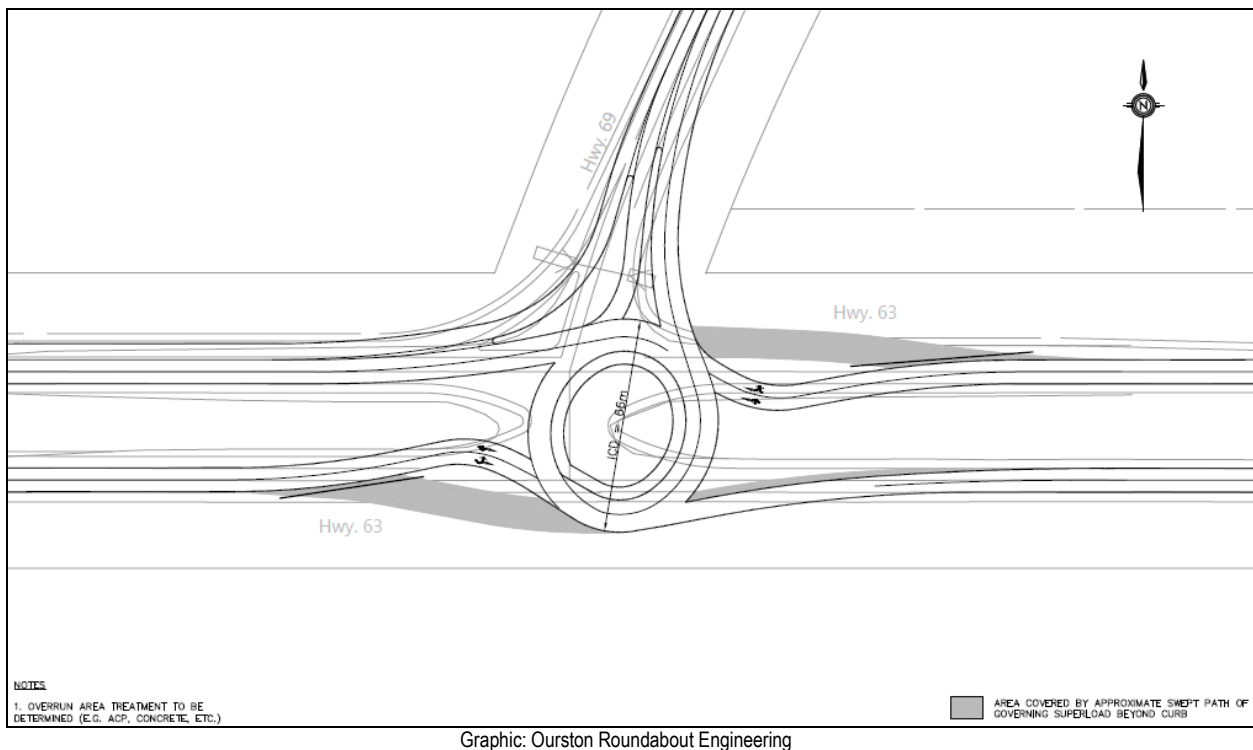 Hwy. 69
N
Hwy. 63
ICD = 66m
Hwy. 63
NOTES
1. OVERRUN AREA TREATMENT TO BE
DETERMINED (E.G. ACP, CONCRETE, ETC.)
AREA COVERED BY APPROXIMATE SWEPT PATH OF
GOVERNING SUPERLOAD BEYOND CURB
Graphic: Ourston Roundabout Engineering